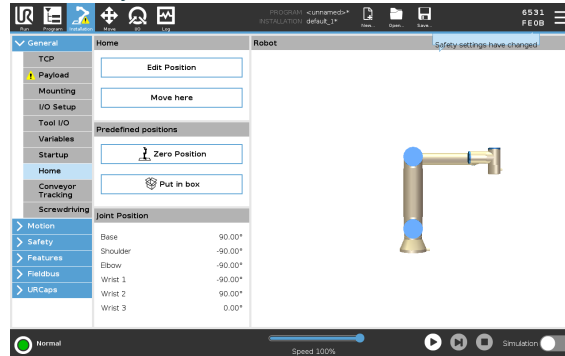 UR
PROGRAM <unnamed>*
INSTALLATION default_1*
6531
FE0B
Run
Program
Installation
Move
I/O
Log
New...
Open...
Save...
General
TCP
Payload
Mounting
I/O Setup
Tool I/O
Variables
Startup
Home
Conveyor
Tracking
Screwdriving
Motion
Safety
Features
Fieldbus
URCaps
Home
Edit Position
Move here
Predefined positions
Zero Position
Put in box
Joint Position
Base 90.00°
Shoulder -90.00°
Elbow -90.00°
Wrist 1 -90.00°
Wrist 2 90.00°
Wrist 3 0.00°
Robot
Safety settings have changed
Normal
Speed 100%
Simulation